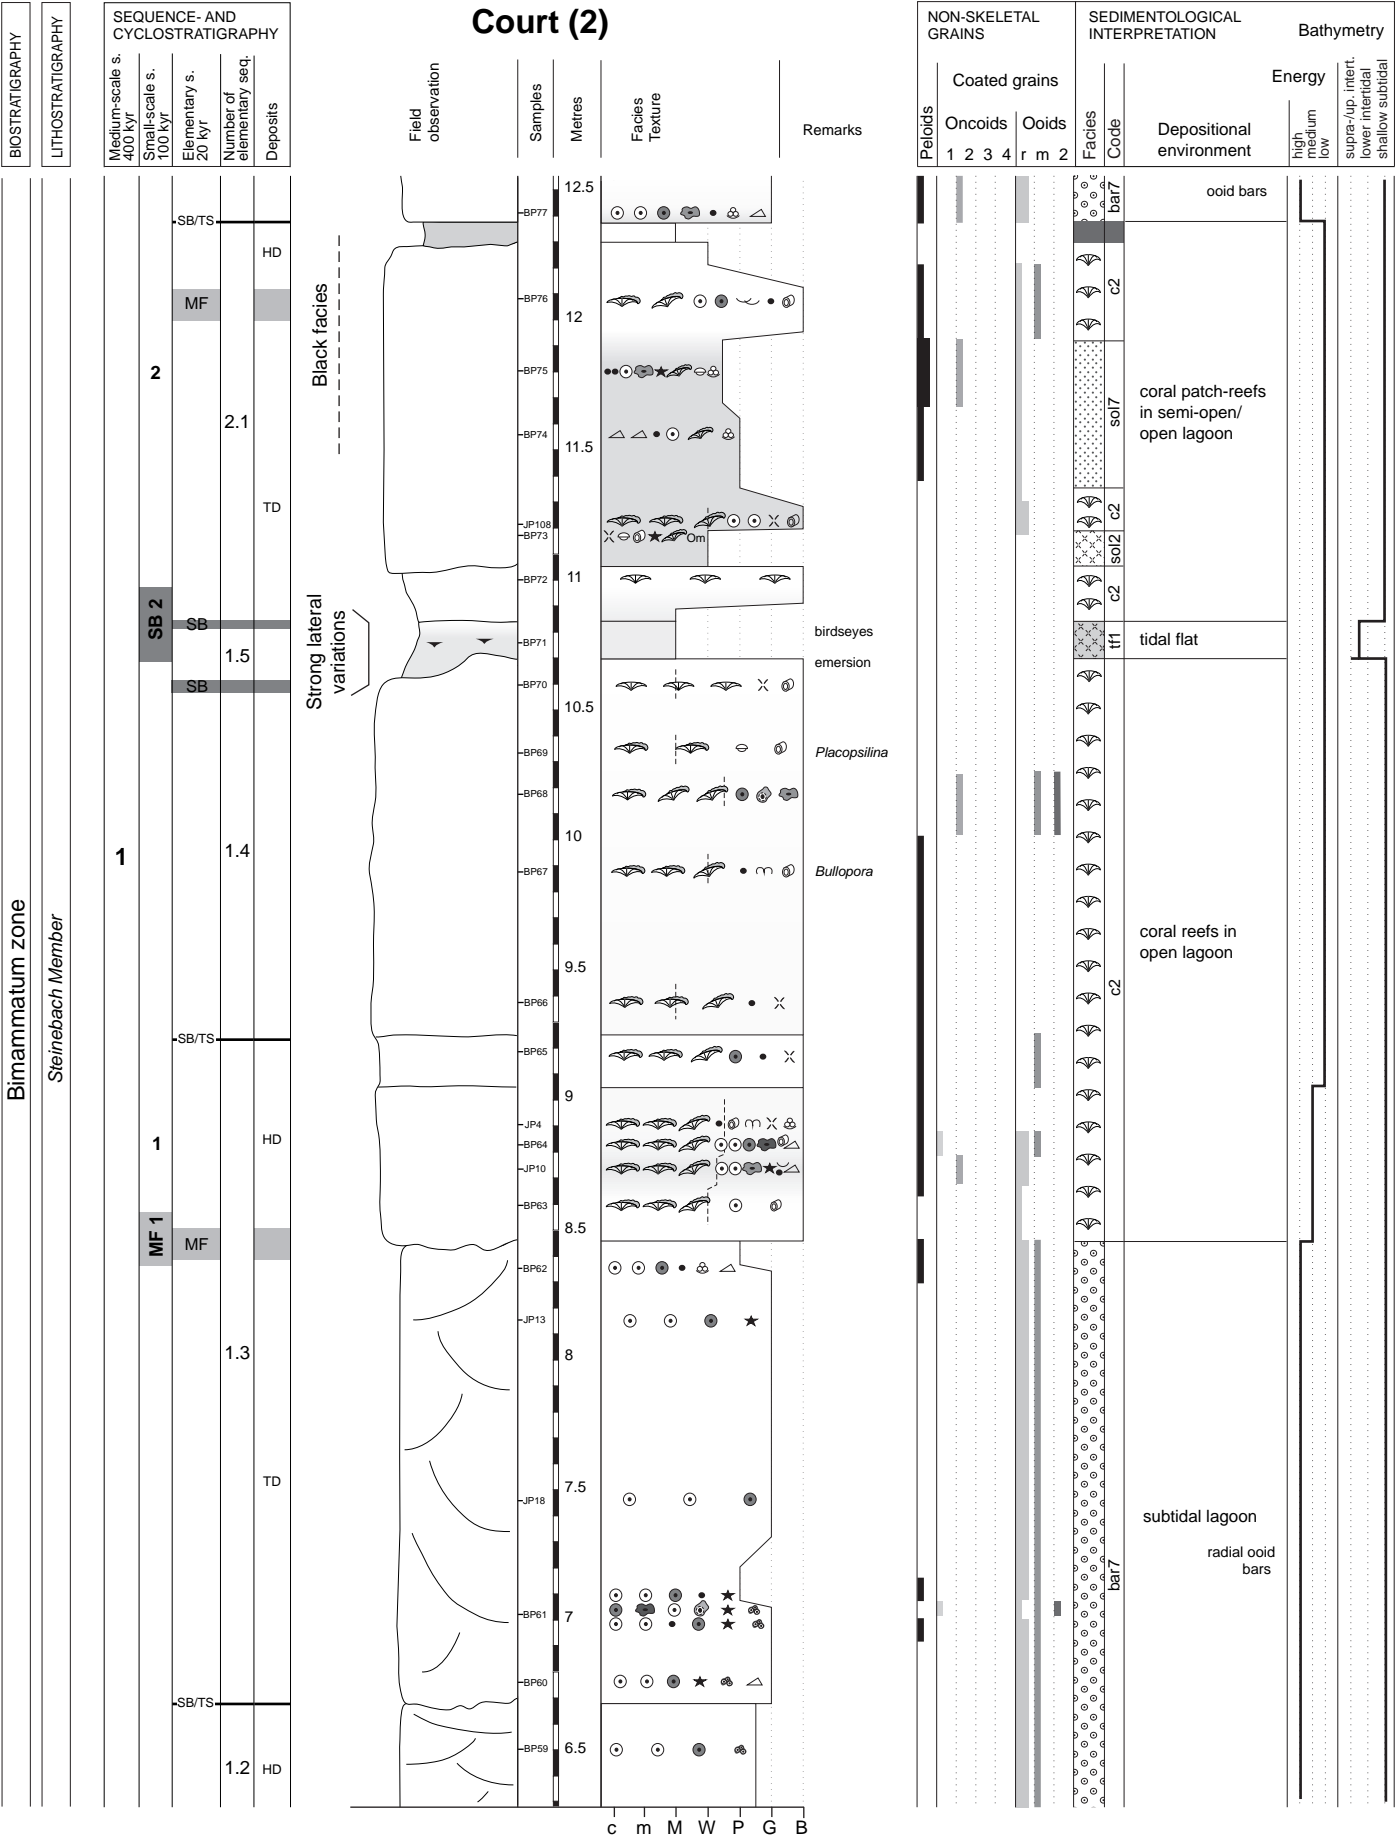 Court (2)
BIOSTRATIGRAPHY
LITHOSTRATIGRAPHY
SEQUENCE- AND
CYCLOSTRATIGRAPHY
Medium-scale s.
400 kyr
Small-scale s.
100 kyr
Elementary s.
20 kyr
Number of
elementary seq.
Deposits
Field
observation
Samples
Metres
Facies
Texture
Remarks
NON-SKELETAL
GRAINS
Peloids
Coated grains
Oncoids
Ooids
1 2 3 4 r m 2
SEDIMENTOLOGICAL
INTERPRETATION
Facies
Code
Depositional
environment
Energy
high
medium
low
Bathymetry
supra-/up. intert.
lower intertidal
shallow subtidal
Bimammatum zone
Steinebach Member
1
2
1
SB 2
MF 1
SB/TS
MF
SB
SB
SB/TS
MF
SB/TS
2.1
1.5
1.4
1.3
1.2
HD
TD
HD
TD
HD
Black facies
Strong lateral
variations
BP77
BP76
BP75
BP74
JP108
BP73
BP72
BP71
BP70
BP69
BP68
BP67
BP66
BP65
JP4
BP64
JP10
BP63
BP62
JP13
JP18
BP61
BP60
BP59
12.5
12
11.5
11
10.5
10
9.5
9
8.5
8
7.5
7
6.5
Om
birdseyes
emersion
Placopsilina
Bullopora
bar7
c2
sol7
c2
sol2
c2
tf1
c2
bar7
ooid bars
coral patch-reefs
in semi-open/
open lagoon
tidal flat
coral reefs in
open lagoon
subtidal lagoon
radial ooid
bars
c m M W P G B